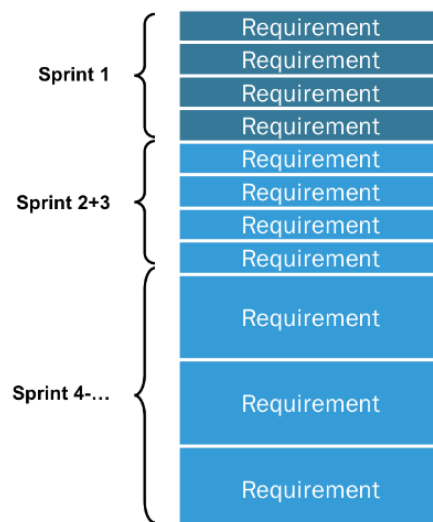 Requirement
Requirement
Sprint 1
Requirement
Requirement
Requirement
Requirement
Sprint 2+3
Requirement
Requirement
Requirement
Sprint 4-...
Requirement
Requirement